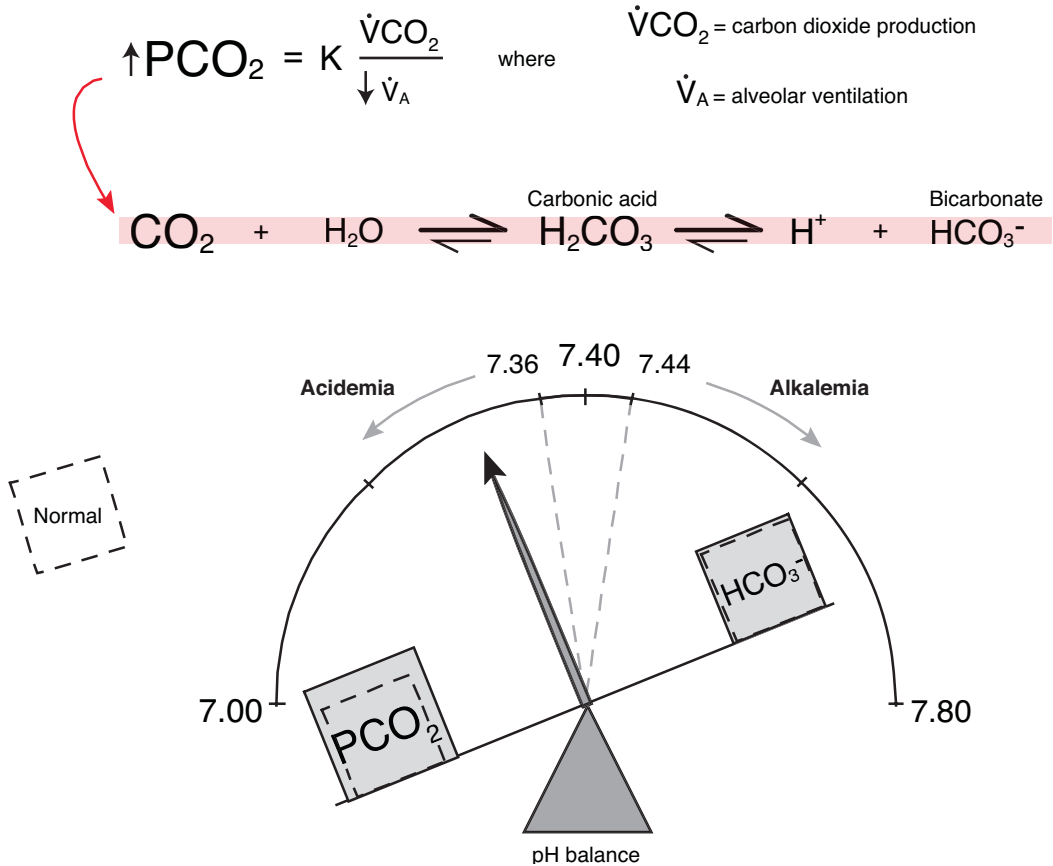 ↑PCO₂ = K V̇CO₂ / ↓ V̇A where
V̇CO₂ = carbon dioxide production
V̇A = alveolar ventilation
Carbonic acid
Bicarbonate
CO₂ + H₂O ⇌ H₂CO₃ ⇌ H⁺ + HCO₃⁻
7.36 7.40 7.44
Acidemia
Alkalemia
Normal
HCO₃⁻
PCO₂
7.00
7.80
pH balance